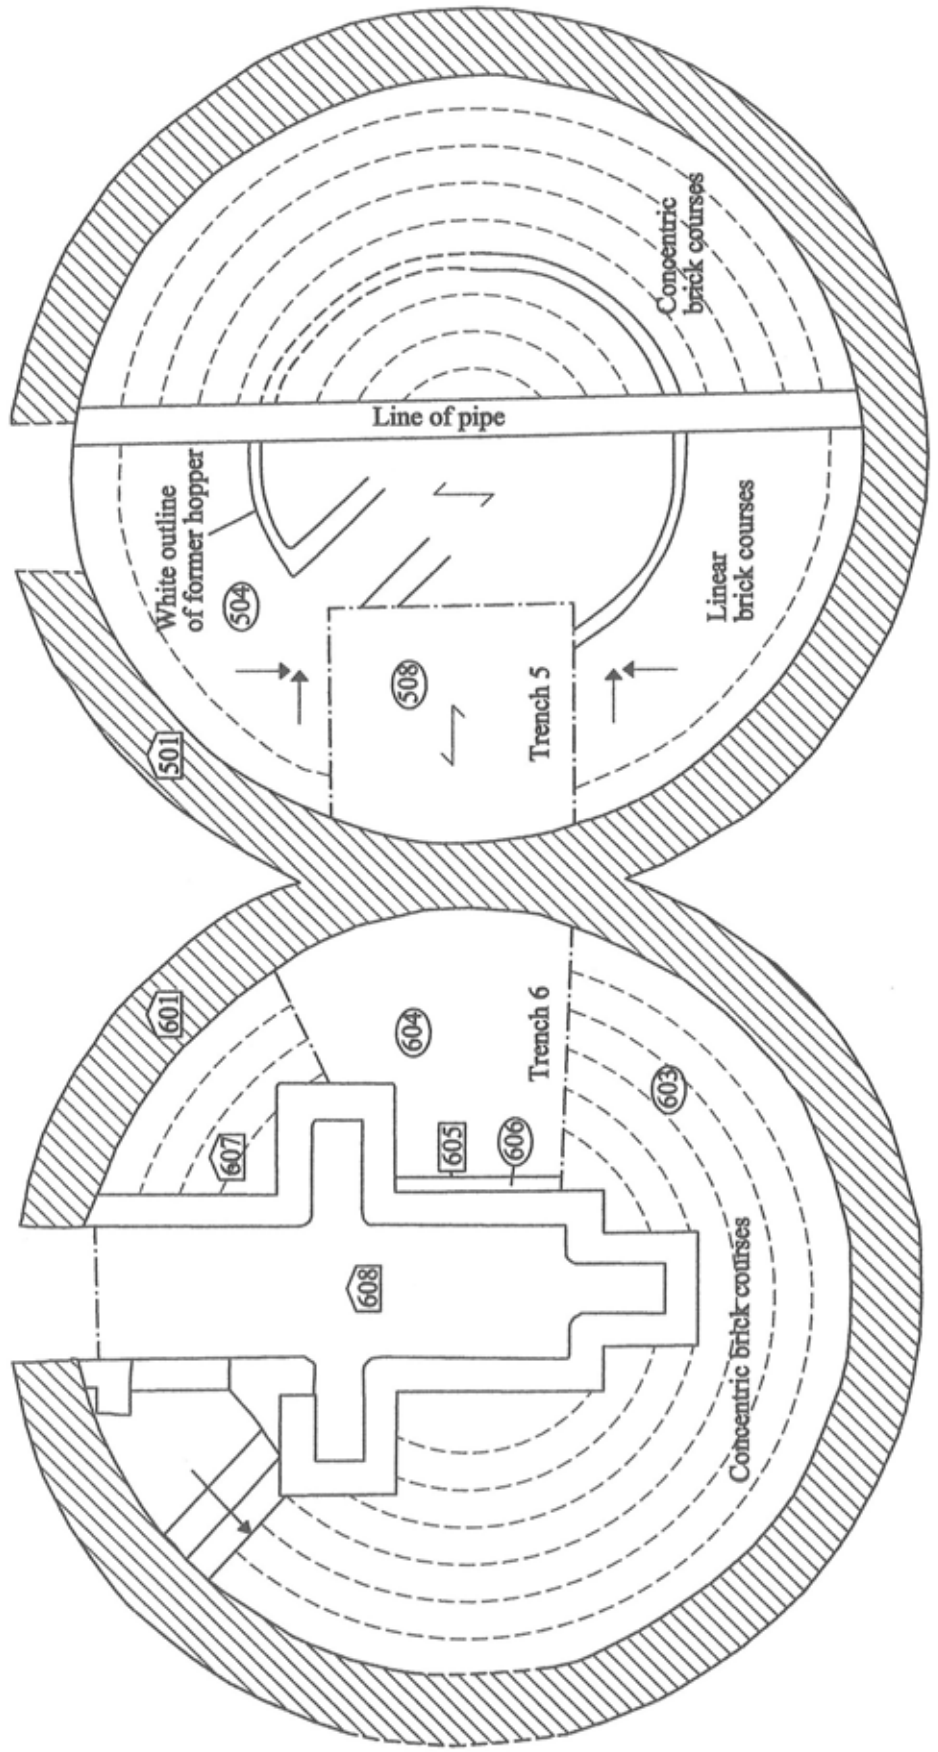 Concentric
brick courses
Line of pipe
White outline
of former hopper
504
Linear
brick courses
508
Trench 5
501
601
604
Trench 6
603
607
605
606
608
Concentric brick courses